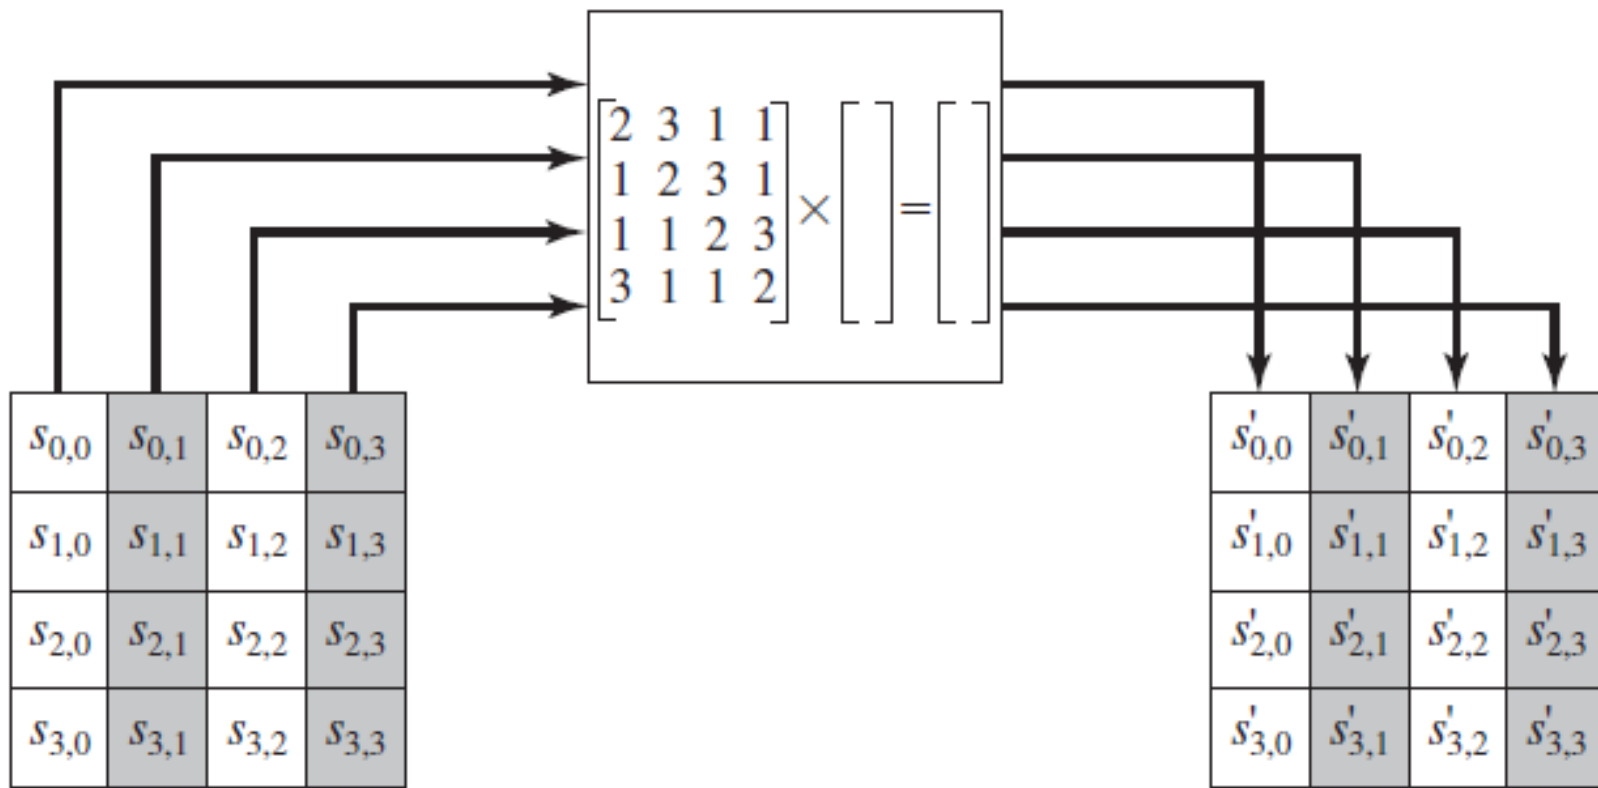 2 3 1 1
1 2 3 1
1 1 2 3
3 1 1 2
× =
s0,0 s0,1 s0,2 s0,3
s1,0 s1,1 s1,2 s1,3
s2,0 s2,1 s2,2 s2,3
s3,0 s3,1 s3,2 s3,3
s'0,0 s'0,1 s'0,2 s'0,3
s'1,0 s'1,1 s'1,2 s'1,3
s'2,0 s'2,1 s'2,2 s'2,3
s'3,0 s'3,1 s'3,2 s'3,3